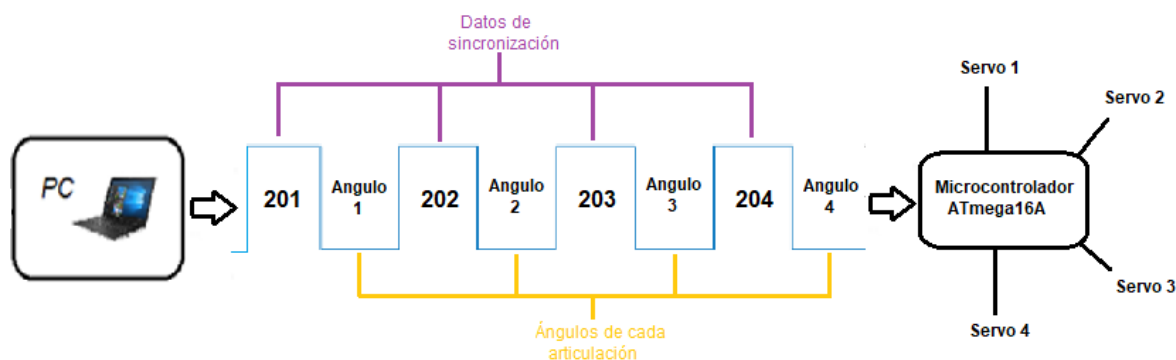 Datos de
sincronización
PC
201
Angulo
1
202
Angulo
2
203
Angulo
3
204
Angulo
4
Ángulos de cada
articulación
Servo 1
Servo 2
Microcontrolador
ATmega16A
Servo 3
Servo 4